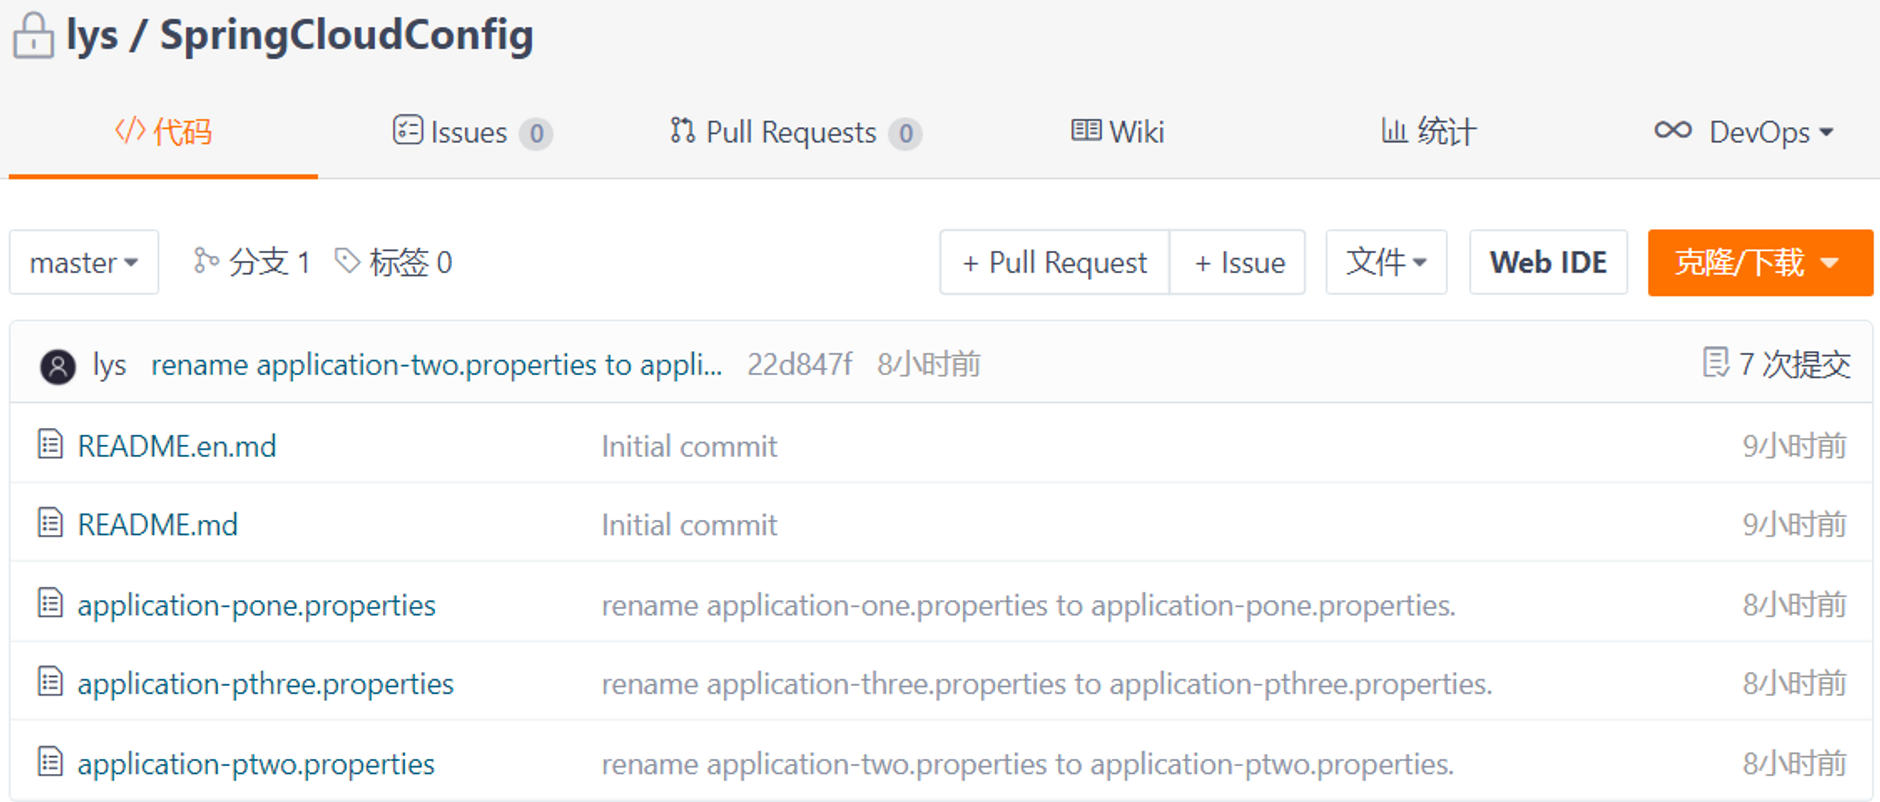 lys / SpringCloudConfig
代码 Issues 0 Pull Requests 0 Wiki 统计 DevOps
master 分支 1 标签 0 + Pull Request + Issue 文件 Web IDE 克隆/下载
lys rename application-two.properties to appli... 22d847f 8小时前 7 次提交
README.en.md Initial commit 9小时前
README.md Initial commit 9小时前
application-pone.properties rename application-one.properties to application-pone.properties. 8小时前
application-pthree.properties rename application-three.properties to application-pthree.properties. 8小时前
application-ptwo.properties rename application-two.properties to application-ptwo.properties. 8小时前